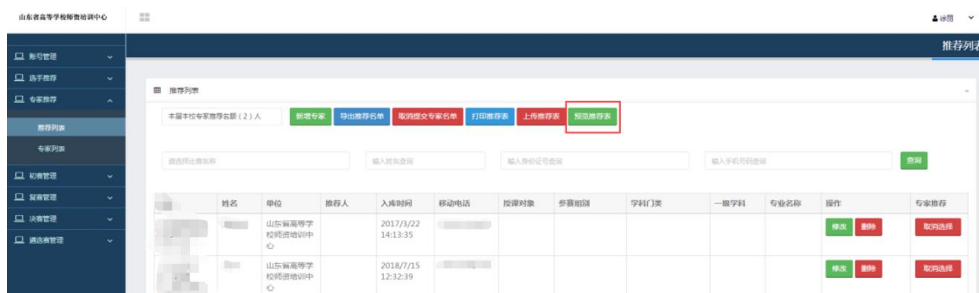 山东省高等学校师资培训中心
徐丽
推荐列表
账号管理
选手推荐
专家推荐
推荐列表
专家列表
初赛管理
复赛管理
决赛管理
遴选赛管理
推荐列表
本届本校专家推荐名额(2)人
新增专家 导出推荐名单 取消提交专家名单 打印推荐表 上传推荐表 预览推荐表
请选择比赛名称 输入姓名查询 输入身份证号查询 输入手机号码查询 查询
姓名 单位 推荐人 入库时间 移动电话 授课对象 参赛组别 学科门类 一级学科 专业名称 操作 专家推荐
山东省高等学 2017/3/22
校师资培训中 14:13:35 修改 删除 取消选择
心
山东省高等学 2018/7/15
校师资培训中 12:32:39 修改 删除 取消选择
心